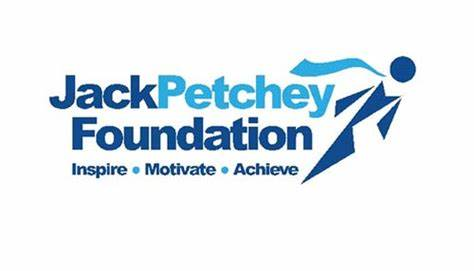 JackPetchey
Foundation
Inspire • Motivate • Achieve